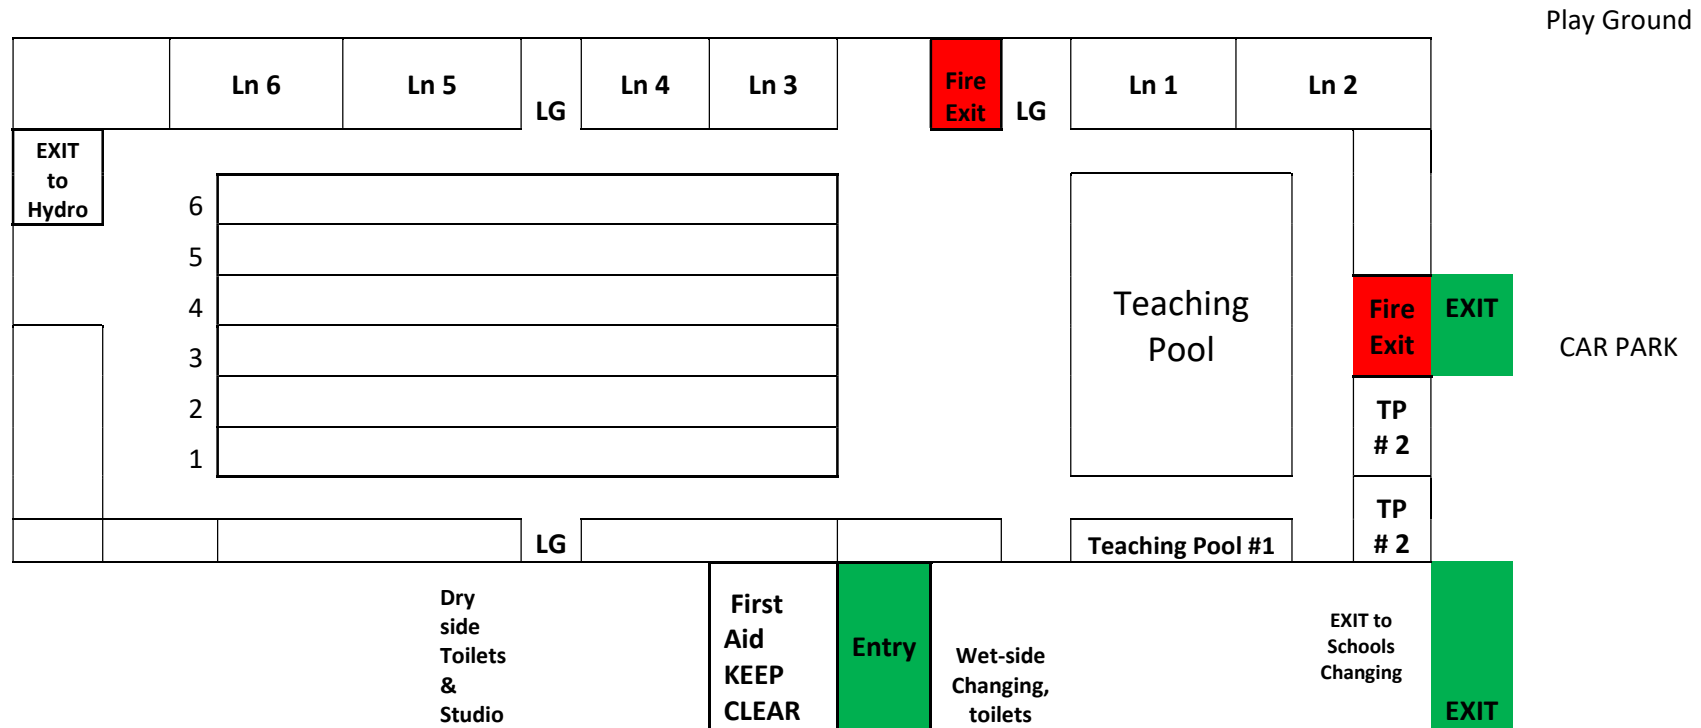 Play Ground
Ln 6
Ln 5
LG
Ln 4
Ln 3
Fire
Exit
LG
Ln 1
Ln 2
EXIT
to
Hydro
6
5
4
3
2
1
Teaching
Pool
Fire
Exit
EXIT
CAR PARK
TP
# 2
TP
# 2
LG
Teaching Pool #1
Dry
side
Toilets
&
Studio
First
Aid
KEEP
CLEAR
Entry
Wet-side
Changing,
toilets
EXIT to
Schools
Changing
EXIT